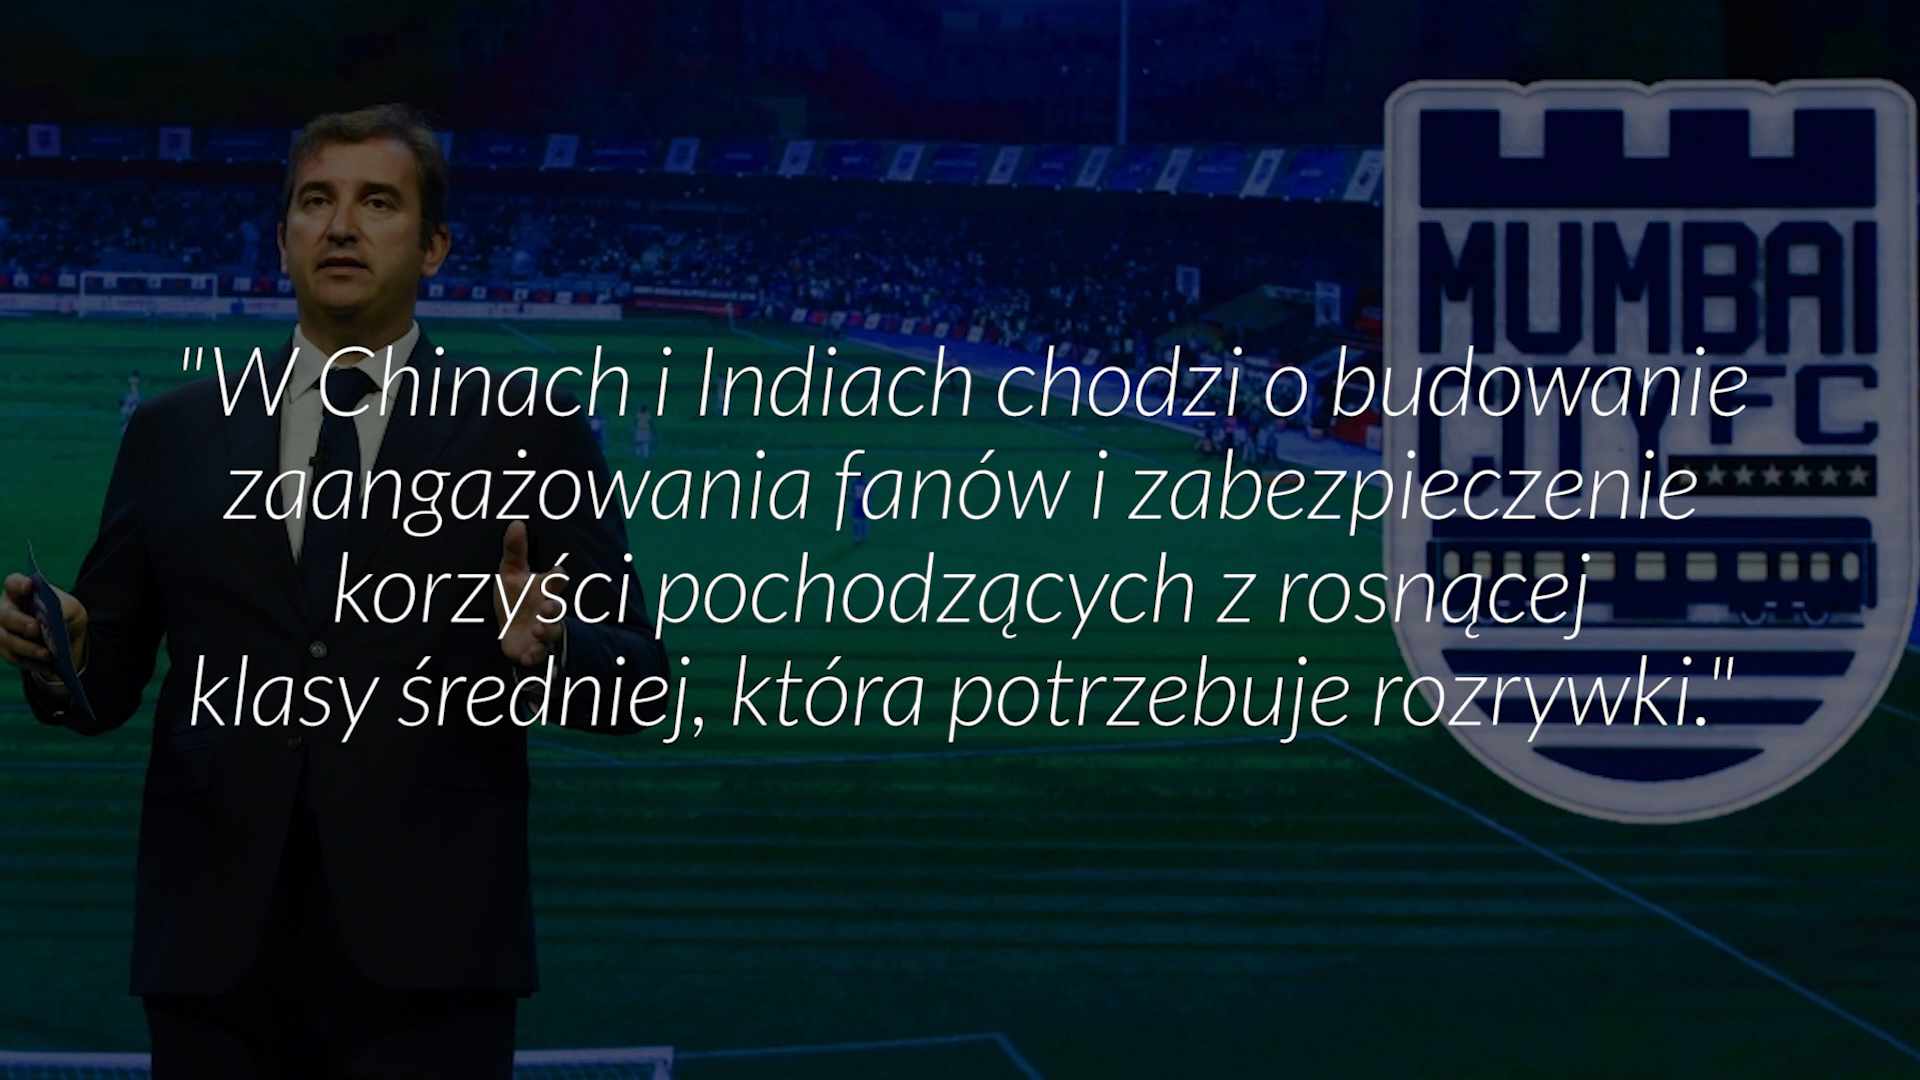 "W Chinach i Indiach chodzi o budowanie
zaangażowania fanów i zabezpieczenie
korzyści pochodzących z rosnącej
klasy średniej, która potrzebuje rozrywki."
MUMBAI
CITY FC